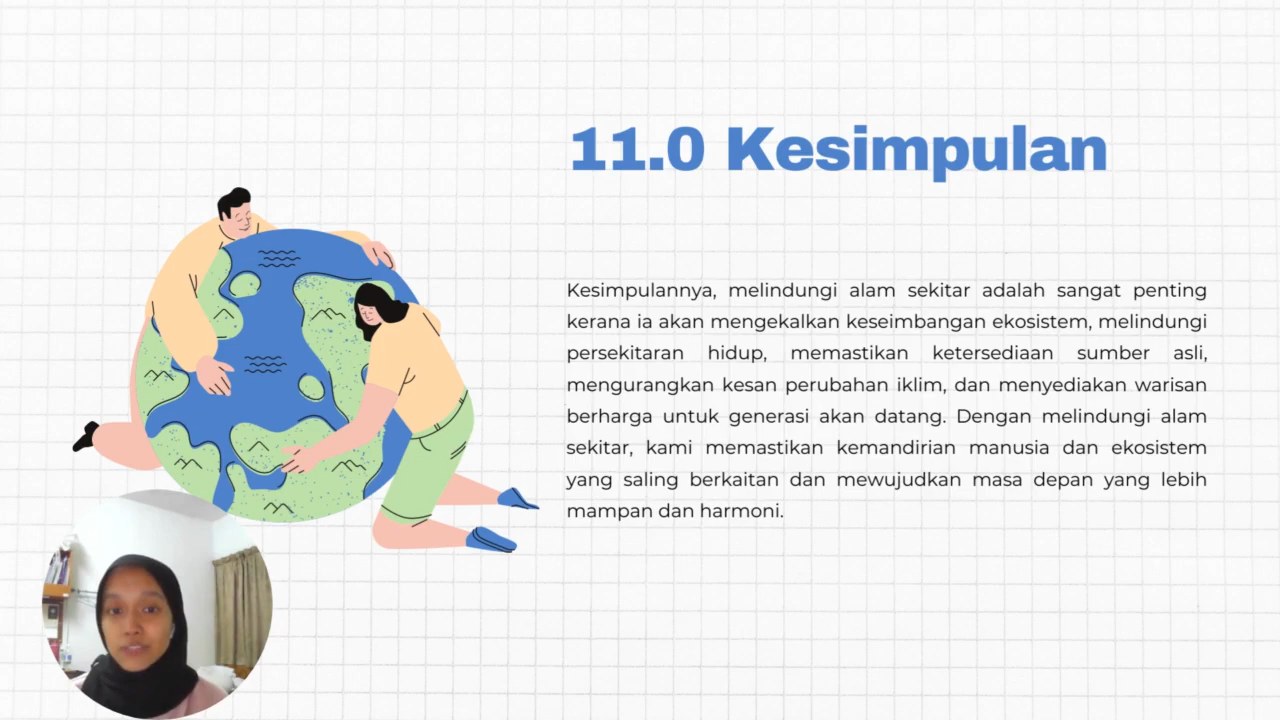 11.0 Kesimpulan
Kesimpulannya, melindungi alam sekitar adalah sangat penting
kerana ia akan mengekalkan keseimbangan ekosistem, melindungi
persekitaran hidup, memastikan ketersediaan sumber asli,
mengurangkan kesan perubahan iklim, dan menyediakan warisan
berharga untuk generasi akan datang. Dengan melindungi alam
sekitar, kami memastikan kemandirian manusia dan ekosistem
yang saling berkaitan dan mewujudkan masa depan yang lebih
mampan dan harmoni.